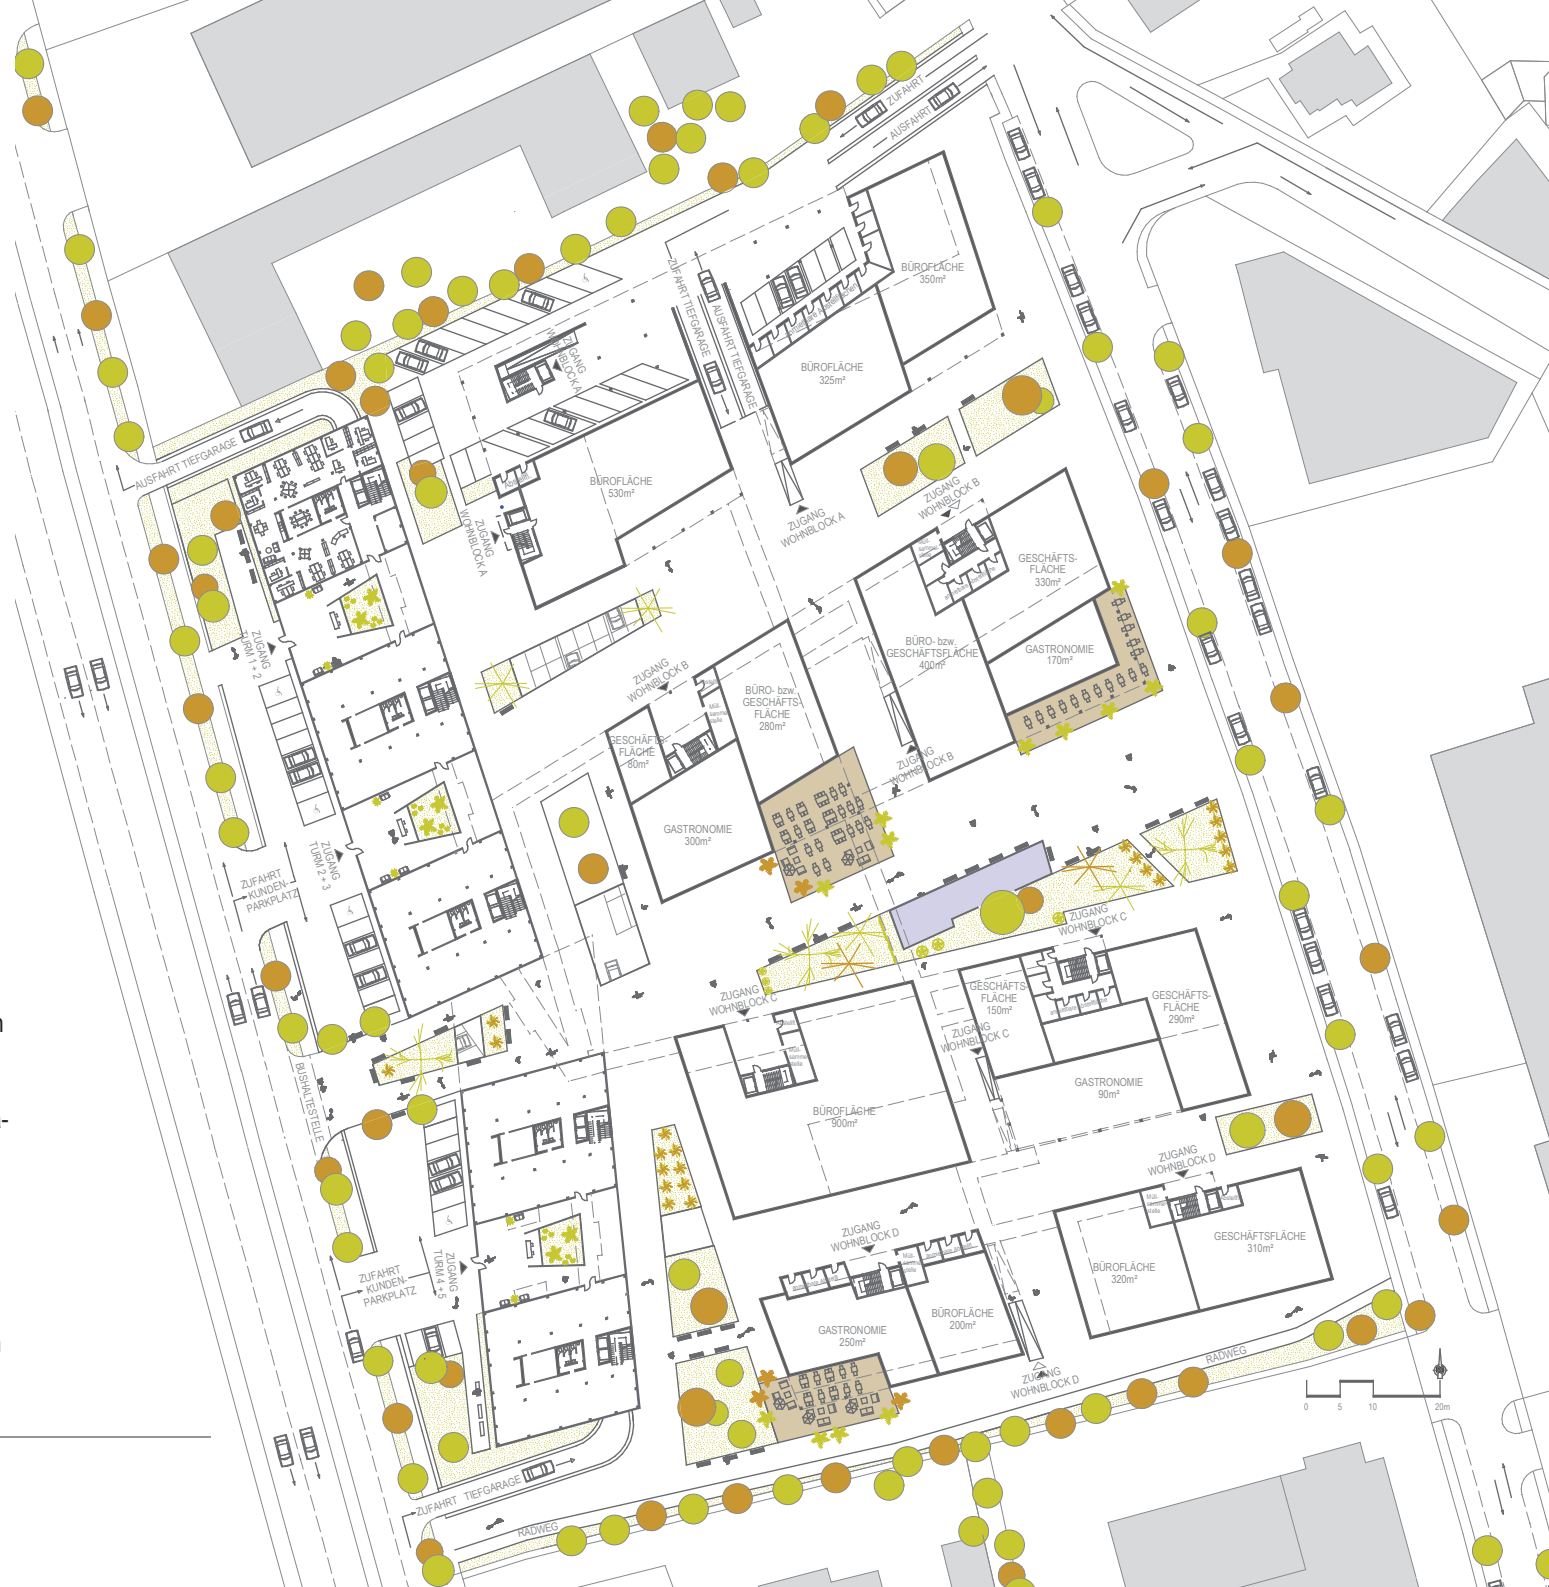 ZUFAHRT
AUSFAHRT
BÜROFLÄCHE
350m²
ZUFAHRT TIEFGARAGE
AUSFAHRT TIEFGARAGE
ZUGANG
WOHNBLOCK A
BÜROFLÄCHE
325m²
AUSFAHRT TIEFGARAGE
BÜROFLÄCHE
530m²
Abstellr.
ZUGANG
WOHNBLOCK A
ZUGANG
WOHNBLOCK A
ZUGANG
WOHNBLOCK B
GESCHÄFTS-
FLÄCHE
330m²
ZUGANG
TURM 1 + 2
BÜRO- bzw.
GESCHÄFTSFLÄCHE
400m²
GASTRONOMIE
170m²
ZUGANG
WOHNBLOCK B
BÜRO- bzw.
GESCHÄFTS-
FLÄCHE
280m²
GESCHÄFTS-
FLÄCHE
80m²
ZUGANG
WOHNBLOCK B
GASTRONOMIE
300m²
ZUGANG
TURM 2 + 3
ZUFAHRT
KUNDEN-
PARKPLATZ
ZUGANG
WOHNBLOCK C
ZUGANG
WOHNBLOCK C
GESCHÄFTS-
FLÄCHE
150m²
GESCHÄFTS-
FLÄCHE
290m²
ZUGANG
WOHNBLOCK C
n
BUSHALTESTELLE
GASTRONOMIE
90m²
BÜROFLÄCHE
900m²
-
ZUGANG
WOHNBLOCK D
ZUGANG
WOHNBLOCK D
GESCHÄFTSFLÄCHE
310m²
BÜROFLÄCHE
320m²
ZUFAHRT
KUNDEN-
PARKPLATZ
ZUGANG
TURM 4 + 5
BÜROFLÄCHE
200m²
GASTRONOMIE
250m²
RADWEG
ZUGANG
WOHNBLOCK D
0 5 10 20m
ZUFAHRT TIEFGARAGE
RADWEG